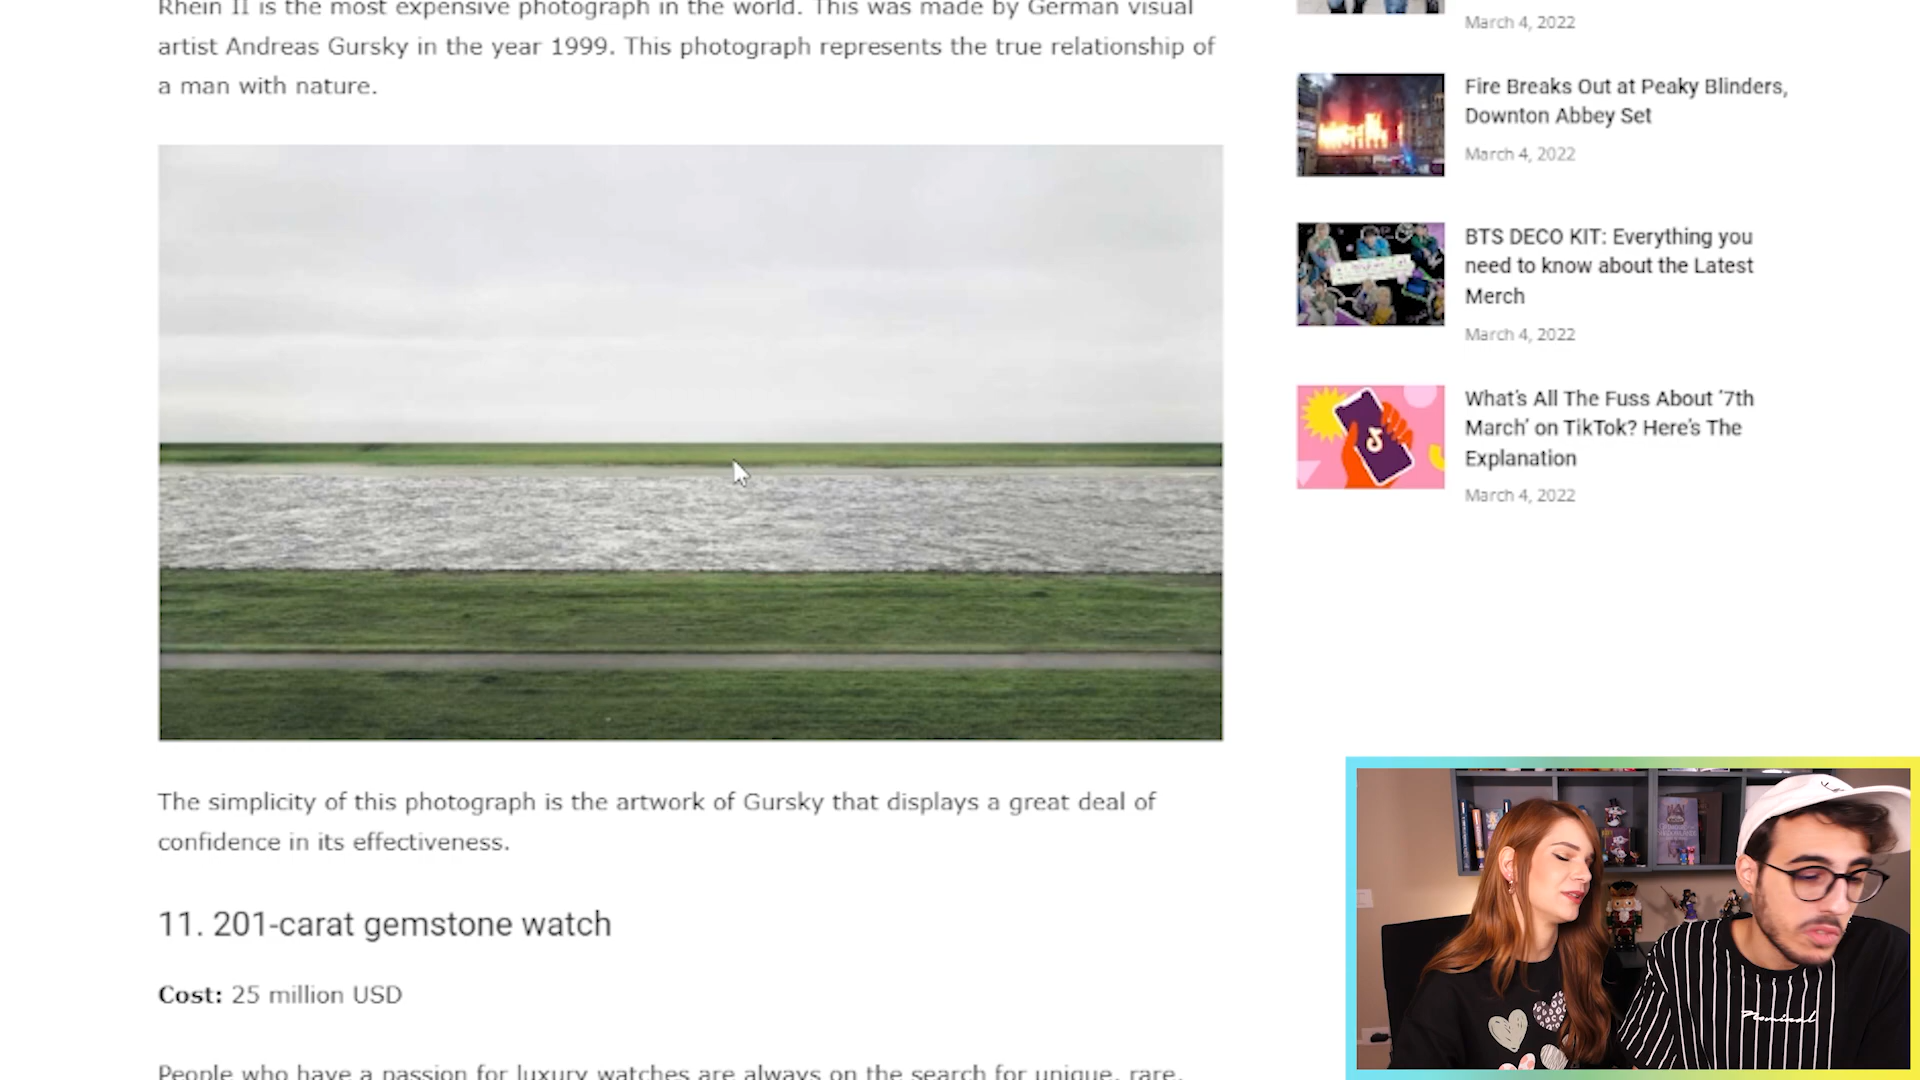 Rhein II is the most expensive photograph in the world. This was made by German visual
artist Andreas Gursky in the year 1999. This photograph represents the true relationship of
a man with nature.
The simplicity of this photograph is the artwork of Gursky that displays a great deal of
confidence in its effectiveness.
11. 201-carat gemstone watch
Cost: 25 million USD
People who have a passion for luxury watches are always on the search for unique, rare,
March 4, 2022
Fire Breaks Out at Peaky Blinders,
Downton Abbey Set
March 4, 2022
BTS DECO KIT: Everything you
need to know about the Latest
Merch
March 4, 2022
What's All The Fuss About '7th
March' on TikTok? Here's The
Explanation
March 4, 2022
Nominal